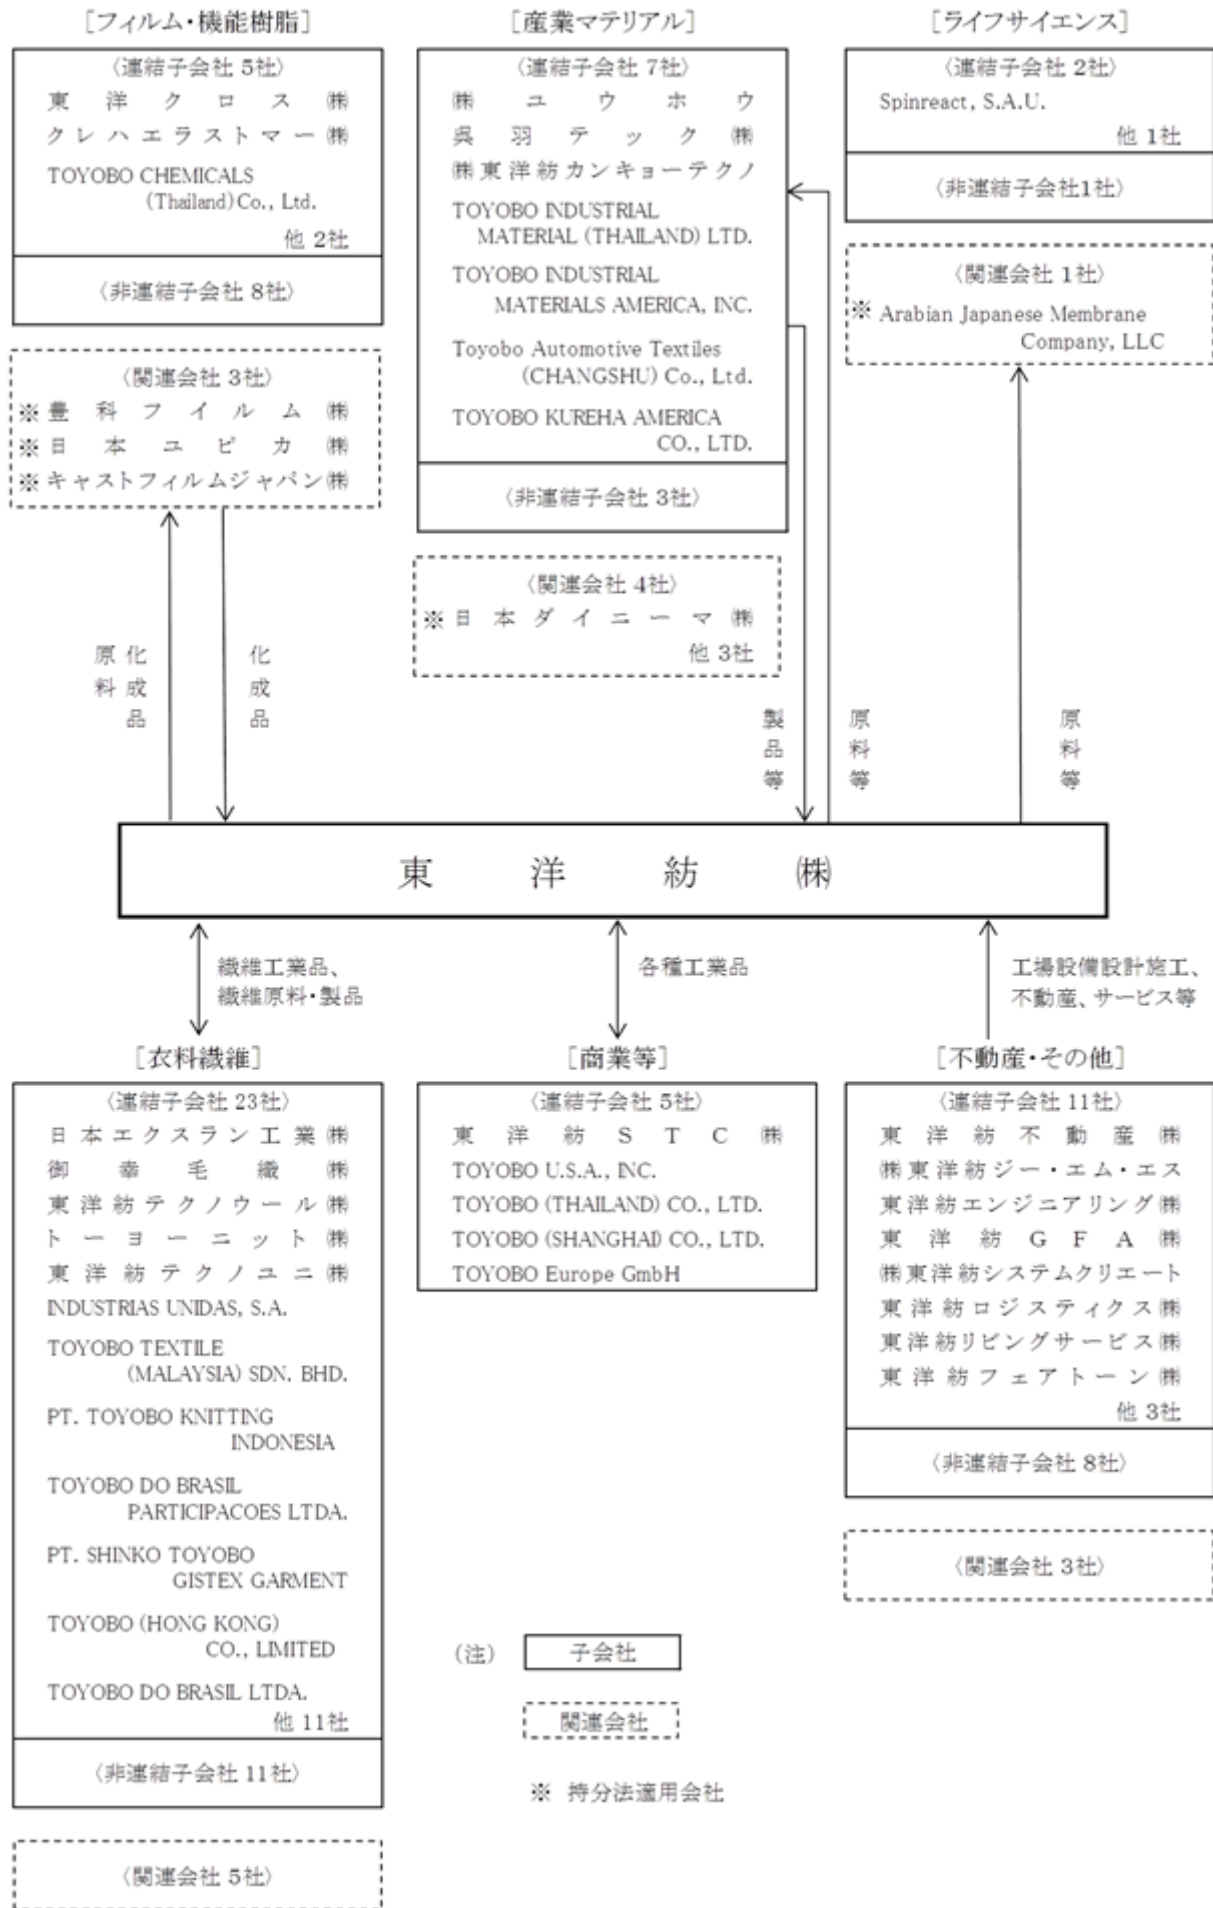 [フィルム・機能樹脂]
〈連結子会社 5社〉
東洋クロス㈱
クレハエラストマー㈱
TOYOBO CHEMICALS
(Thailand)Co., Ltd.
他 2社
〈非連結子会社 8社〉
〈関連会社 3社〉
※豊科フイルム㈱
※日本ユピカ㈱
※キャストフィルムジャパン㈱
[産業マテリアル]
〈連結子会社 7社〉
㈱ユウホウ
呉羽テック㈱
㈱東洋紡カンキョーテクノ
TOYOBO INDUSTRIAL
MATERIAL (THAILAND) LTD.
TOYOBO INDUSTRIAL
MATERIALS AMERICA, INC.
Toyobo Automotive Textiles
(CHANGSHU) Co., Ltd.
TOYOBO KUREHA AMERICA
CO., LTD.
〈非連結子会社 3社〉
〈関連会社 4社〉
※日本ダイニーマ㈱
他 3社
[ライフサイエンス]
〈連結子会社 2社〉
Spinreact, S.A.U.
他 1社
〈非連結子会社1社〉
〈関連会社 1社〉
※ Arabian Japanese Membrane
Company, LLC
化成品
原料
化成品
製品等
原料等
原料等
東洋紡㈱
繊維工業品、
繊維原料・製品
各種工業品
工場設備設計施工、
不動産、サービス等
[衣料繊維]
〈連結子会社 23社〉
日本エクスラン工業㈱
御幸毛織㈱
東洋紡テクノウール㈱
トーヨーニット㈱
東洋紡テクノユニ㈱
INDUSTRIAS UNIDAS, S.A.
TOYOBO TEXTILE
(MALAYSIA) SDN. BHD.
PT. TOYOBO KNITTING
INDONESIA
TOYOBO DO BRASIL
PARTICIPACOES LTDA.
PT. SHINKO TOYOBO
GISTEX GARMENT
TOYOBO (HONG KONG)
CO., LIMITED
TOYOBO DO BRASIL LTDA.
他 11社
〈非連結子会社 11社〉
〈関連会社 5社〉
[商業等]
〈連結子会社 5社〉
東洋紡STC㈱
TOYOBO U.S.A., INC.
TOYOBO (THAILAND) CO., LTD.
TOYOBO (SHANGHAI) CO., LTD.
TOYOBO Europe GmbH
[不動産・その他]
〈連結子会社 11社〉
東洋紡不動産㈱
㈱東洋紡ジー・エム・エス
東洋紡エンジニアリング㈱
東洋紡GFA㈱
㈱東洋紡システムクリエート
東洋紡ロジスティクス㈱
東洋紡リビングサービス㈱
東洋紡フェアトーン㈱
他 3社
〈非連結子会社 8社〉
〈関連会社 3社〉
(注) 子会社
関連会社
※ 持分法適用会社